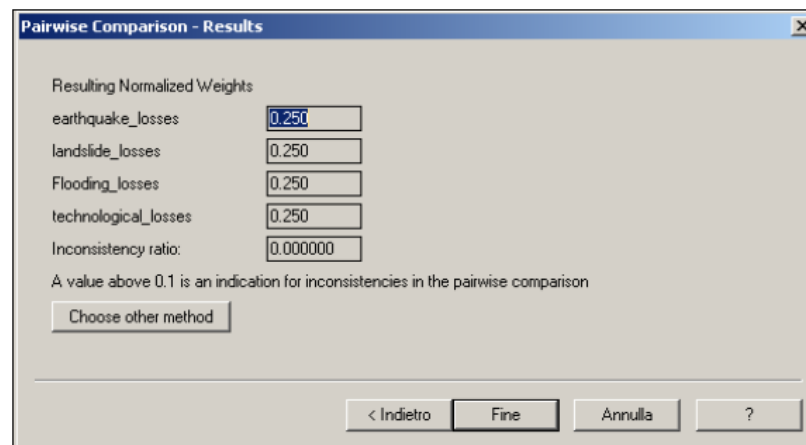 Pairwise Comparison - Results
Resulting Normalized Weights
earthquake_losses 0.250
landslide_losses 0.250
Flooding_losses 0.250
technological_losses 0.250
Inconsistency ratio: 0.000000
A value above 0.1 is an indication for inconsistencies in the pairwise comparison
Choose other method
< Indietro Fine Annulla ?